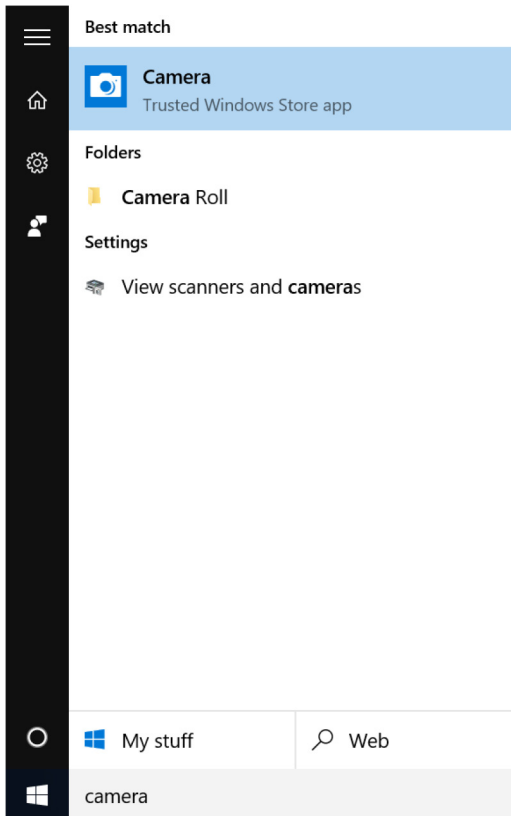 Best match
Camera
Trusted Windows Store app
Folders
Camera Roll
Settings
View scanners and cameras
My stuff
Web
camera